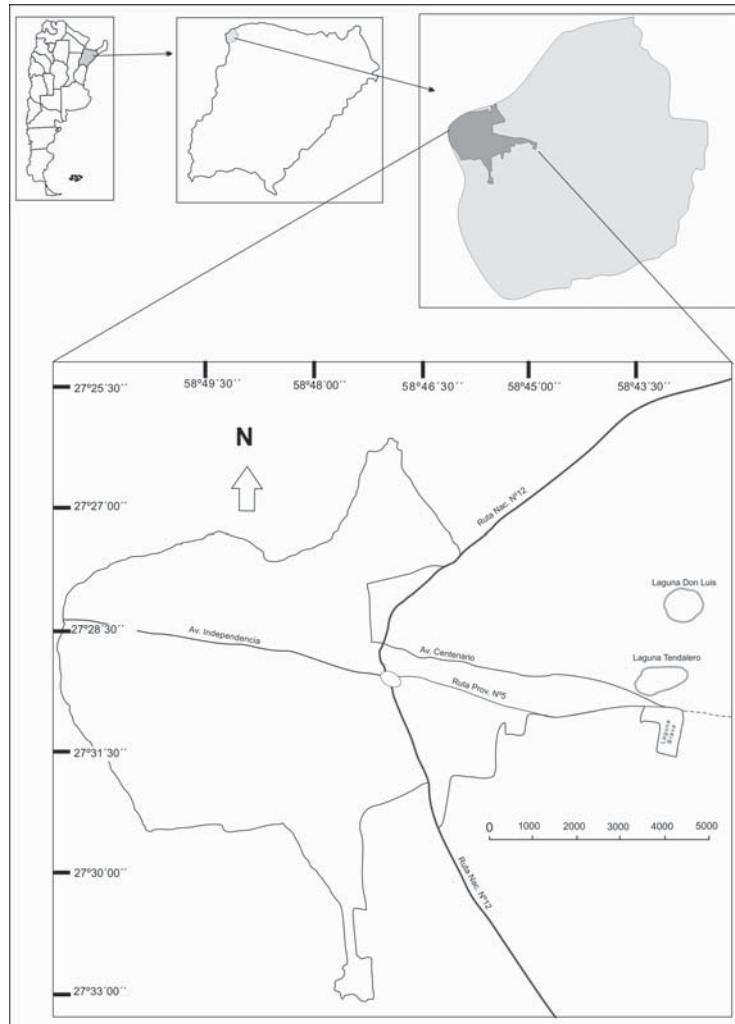 58º49´30´´
58º48´00´´
58º46´30´´
58º45´00´´
58º43´30´´
27º25´30´´
N
27º27´00´´
Ruta Nac. Nº12
Laguna Don Luis
27º28´30´´
Av. Independencia
Av. Centenario
Laguna Tendalero
Ruta Prov. Nº5
Laguna
Brava
27º31´30´´
0 1000 2000 3000 4000 5000
27º30´00´´
Ruta Nac. Nº12
27º33´00´´